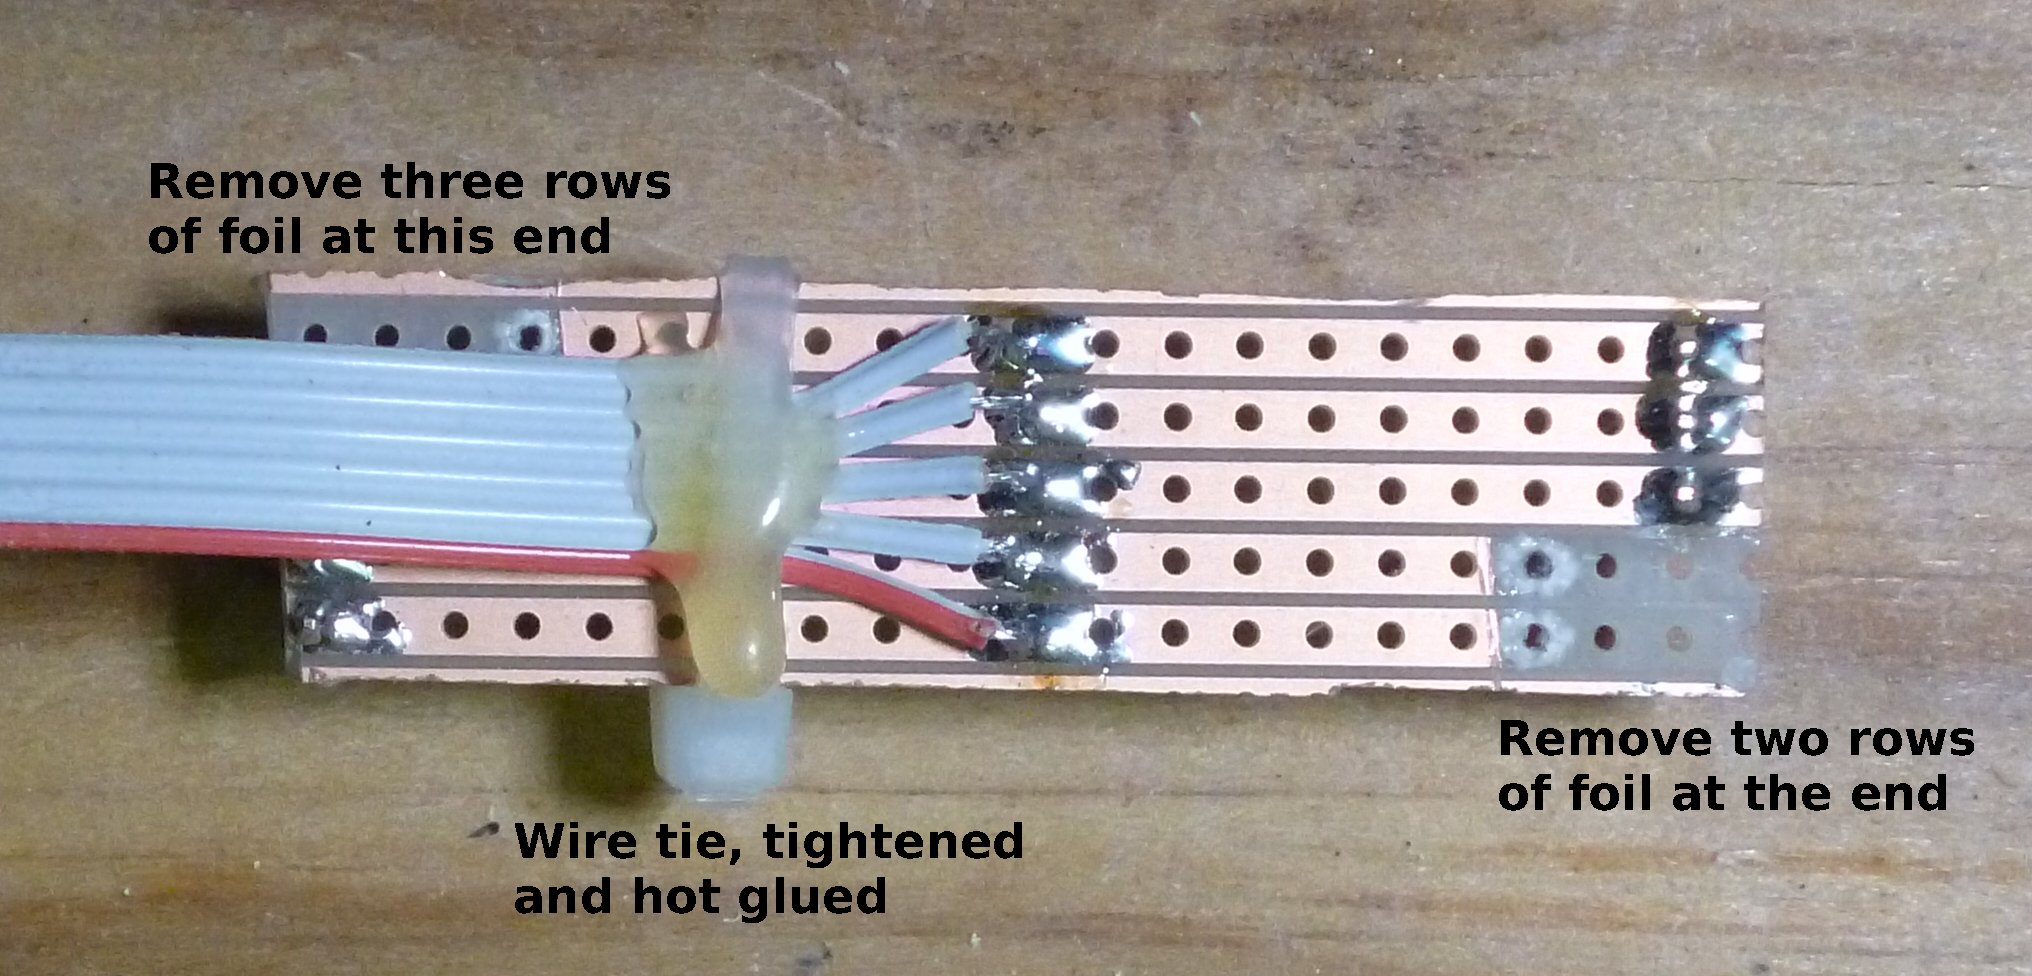 Remove three rows
of foil at this end
Remove two rows
of foil at the end
Wire tie, tightened
and hot glued